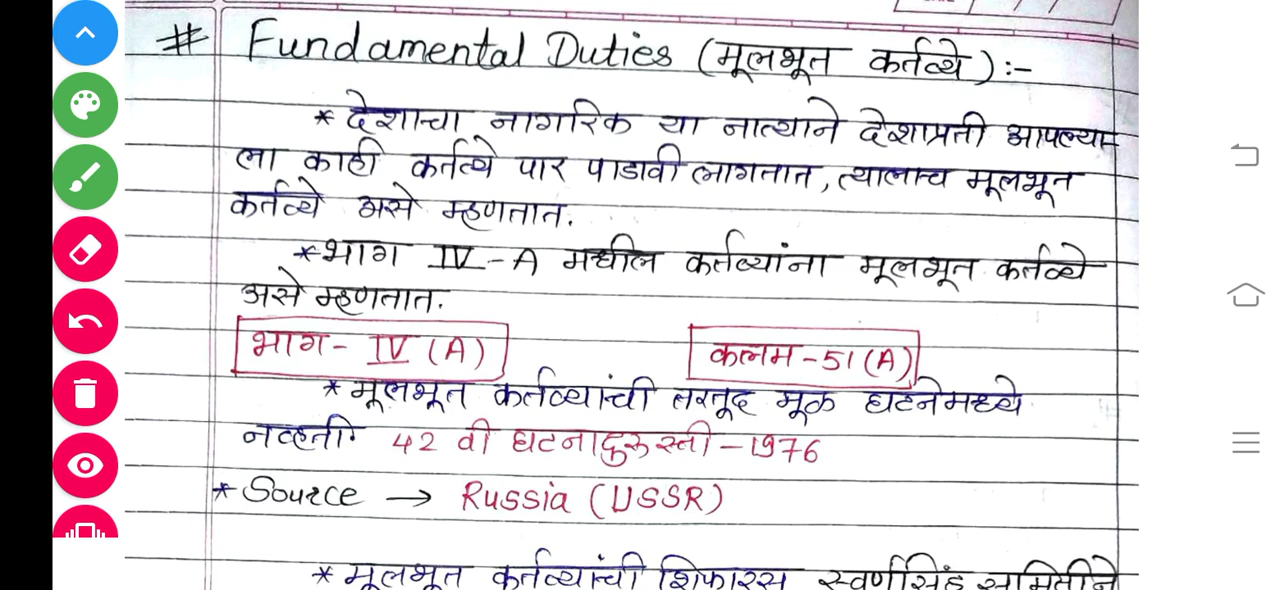 # Fundamental Duties (मूलभूत कर्तव्ये) :-
* देशाचा नागरिक या नात्याने देशाप्रती आपल्या-
ला काही कर्तव्ये पार पाडावी लागतात, त्यालाच मूलभूत
कर्तव्ये असे म्हणतात.
* भाग IV-A मधील कर्तव्यांना मूलभूत कर्तव्ये
असे म्हणतात.
भाग- IV (A) कलम-51(A)
* मूलभूत कर्तव्यांची तरतूद मूळ घटनेमध्ये
नव्हती. 42 वी घटनादुरुस्ती-1976
* Source → Russia (USSR)
* मूलभूत कर्तव्यांची शिफारस स्वर्णसिंह समितीने